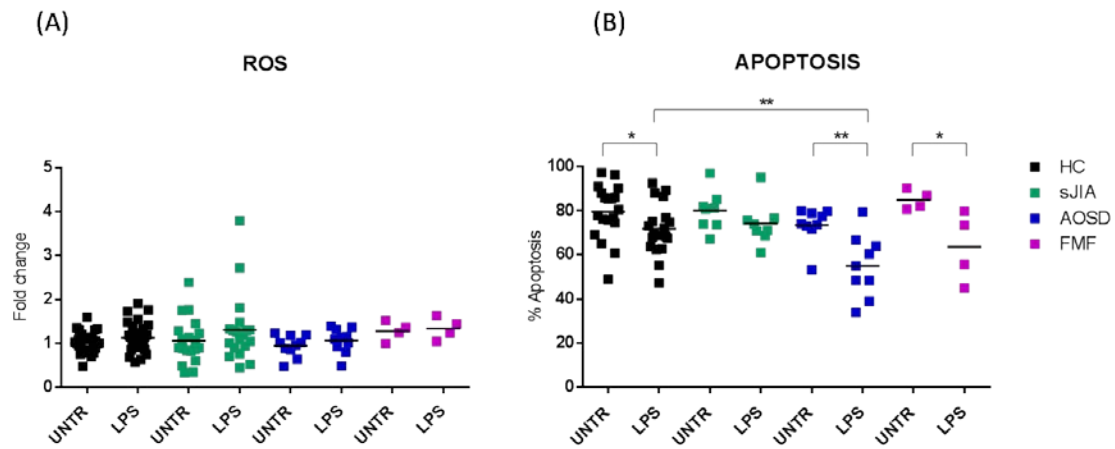 (A)
ROS
Fold change
5
4
3
2
1
0
UNTR
LPS
UNTR
LPS
UNTR
LPS
UNTR
LPS
(B)
APOPTOSIS
**
*
**
*
% Apoptosis
100
80
60
40
20
0
UNTR
LPS
UNTR
LPS
UNTR
LPS
UNTR
LPS
HC
sJIA
AOSD
FMF